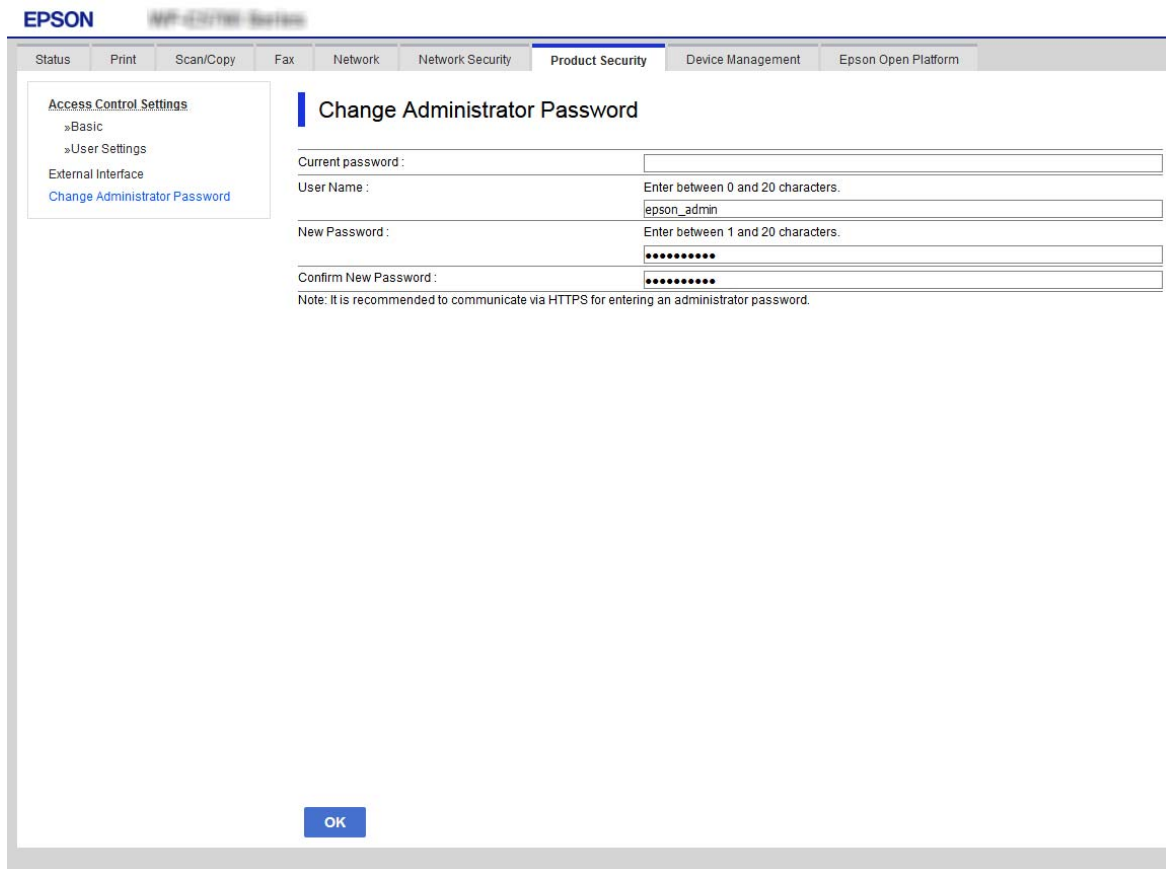 EPSON
Status Print Scan/Copy Fax Network Network Security Product Security Device Management Epson Open Platform
Access Control Settings
»Basic
»User Settings
External Interface
Change Administrator Password
Change Administrator Password
Current password :
User Name : Enter between 0 and 20 characters.
epson_admin
New Password : Enter between 1 and 20 characters.
●●●●●●●●●●
Confirm New Password : ●●●●●●●●●●
Note: It is recommended to communicate via HTTPS for entering an administrator password.
OK